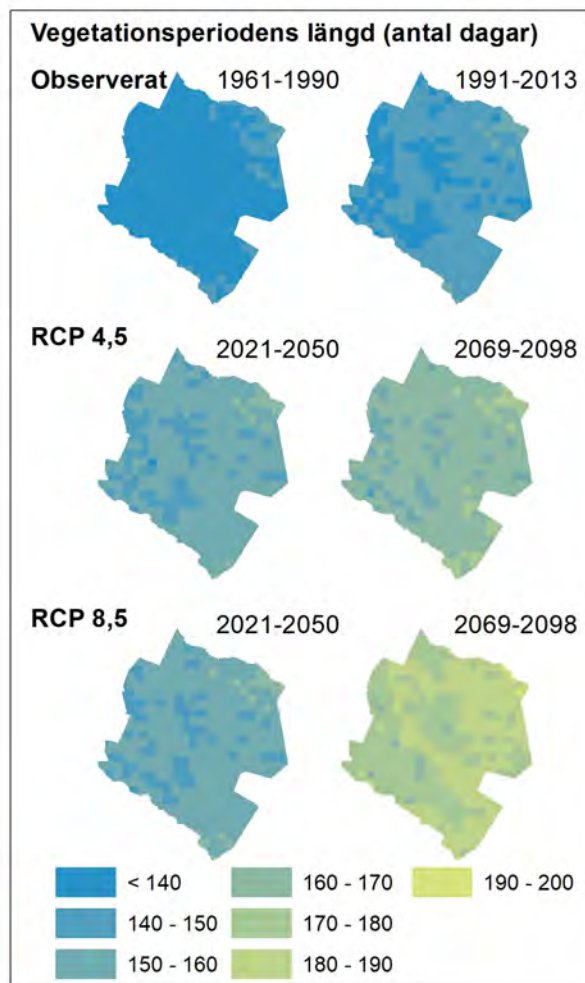 Vegetationsperiodens längd (antal dagar)
Observerat 1961-1990 1991-2013
RCP 4,5 2021-2050 2069-2098
RCP 8,5 2021-2050 2069-2098
< 140 160 - 170 190 - 200
140 - 150 170 - 180
150 - 160 180 - 190